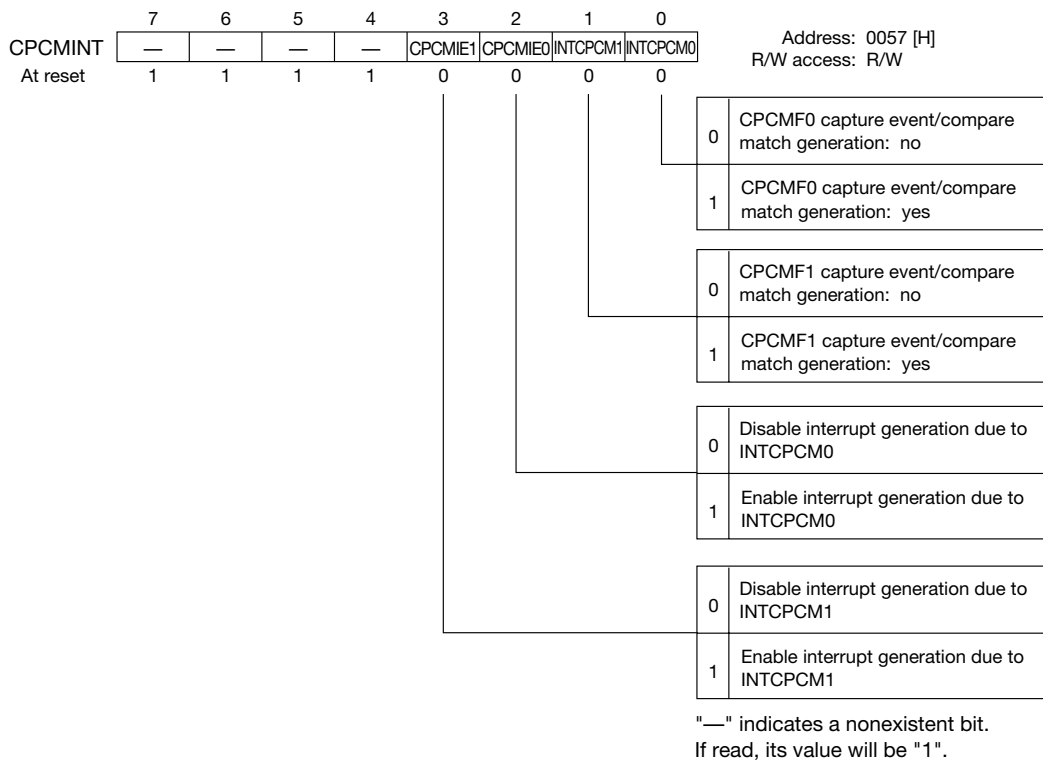 7 6 5 4 3 2 1 0
CPCMINT — — — — CPCMIE1 CPCMIE0 INTCPCM1 INTCPCM0
At reset 1 1 1 1 0 0 0 0
Address: 0057 [H]
R/W access: R/W
0 CPCMF0 capture event/compare
match generation: no
1 CPCMF0 capture event/compare
match generation: yes
0 CPCMF1 capture event/compare
match generation: no
1 CPCMF1 capture event/compare
match generation: yes
0 Disable interrupt generation due to
INTCPCM0
1 Enable interrupt generation due to
INTCPCM0
0 Disable interrupt generation due to
INTCPCM1
1 Enable interrupt generation due to
INTCPCM1
"—" indicates a nonexistent bit.
If read, its value will be "1".